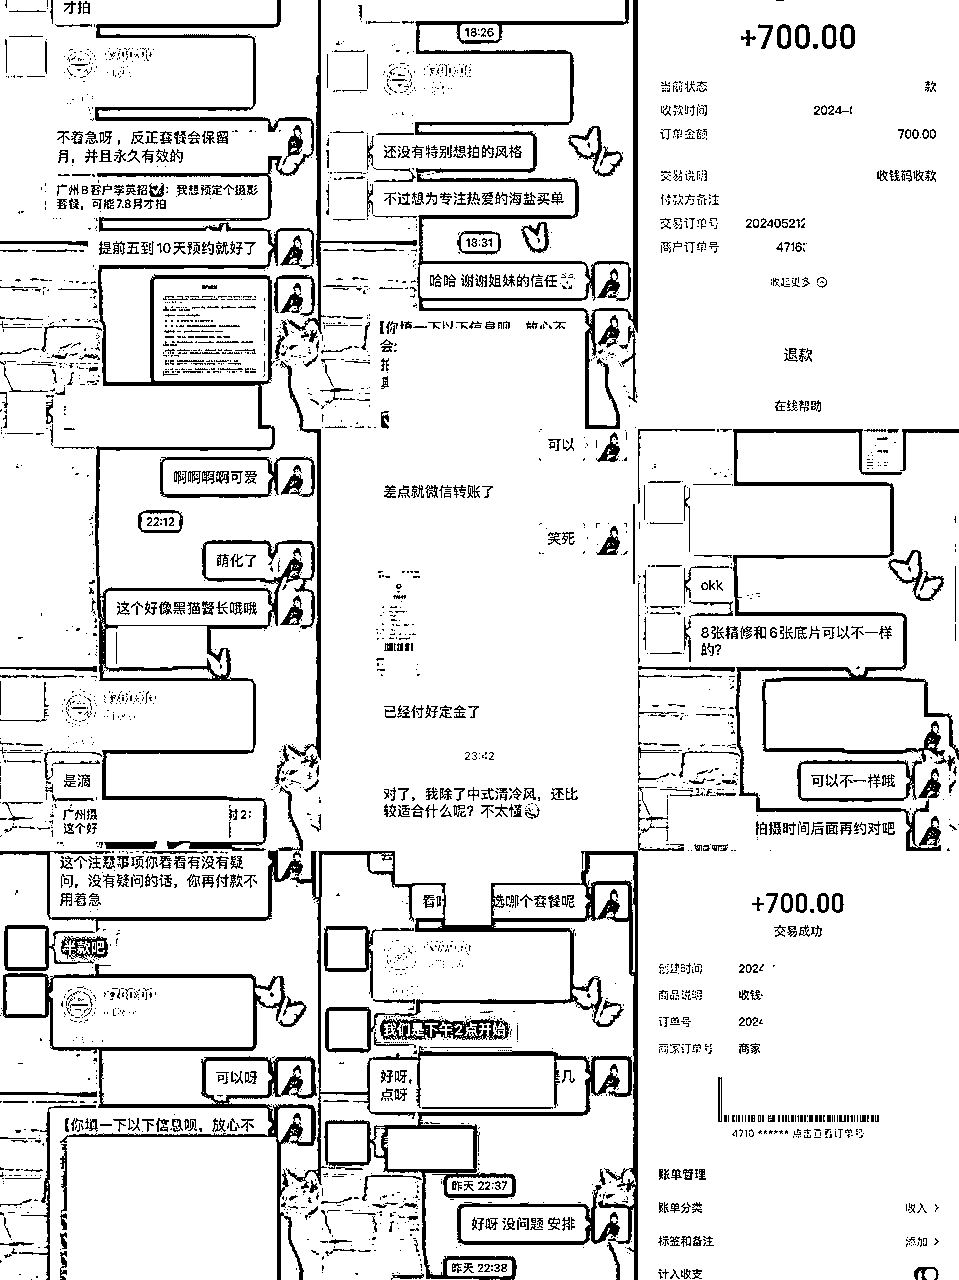 才拍
不着急呀，反正套餐会保留
月，并且永久有效的
广州B客户学英招
：我想预定个摄影
套餐，可能7.8月才拍
提前五到10天预约就好了
18:26
还没有特别想拍的风格
不过想为专注热爱的海盐买单
18:31
哈哈 谢谢姐妹的信任
【你填一下以下信息呗，放心不
会
+700.00
当前状态
款
收款时间
2024-
订单金额
700.00
交易说明
收钱码收款
付款方备注
交易订单号
202405212
商户订单号
4716
收起更多
退款
在线帮助
啊啊啊啊可爱
22:12
萌化了
这个好像黑猫警长哦哦
是滴
广州摄
2:
这个好
可以
差点就微信转账了
笑死
已经付好定金了
23:42
对了，我除了中式清冷风，还比
较适合什么呢？不太懂
okk
8张精修和6张底片可以不一样
的？
可以不一样哦
拍摄时间后面再约对吧
这个注意事项你看看有没有疑
问，没有疑问的话，你再付款不
用着急
半款吧
可以呀
【你填一下以下信息呗，放心不
看
选哪个套餐呢
我们是下午2点开始
好呀，
几
点呀
昨天 22:37
好呀 没问题 安排
昨天 22:38
+700.00
交易成功
创建时间
2024
商品说明
收钱
订单号
2024
商家订单号
商家
4710 ****** 点击查看订单号
账单管理
账单分类
收入 >
标签和备注
添加 >
计入收支